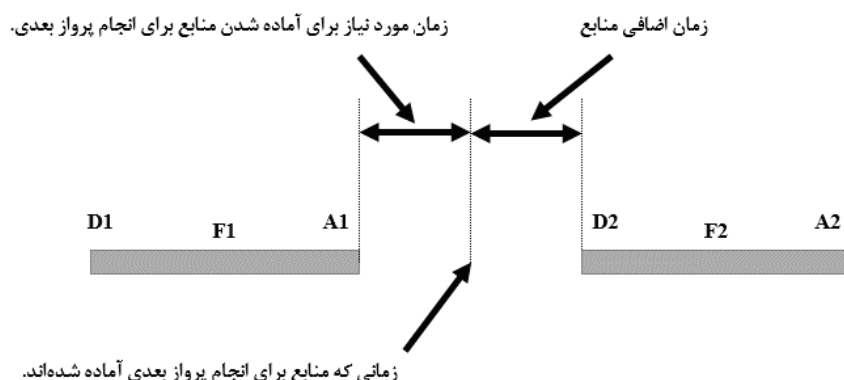 زمان مورد نیاز برای آماده شدن منابع برای انجام پرواز بعدی.
زمان اضافی منابع
D1
F1
A1
D2
F2
A2
زمانی که منابع برای انجام پرواز بعدی آماده شده‌اند.